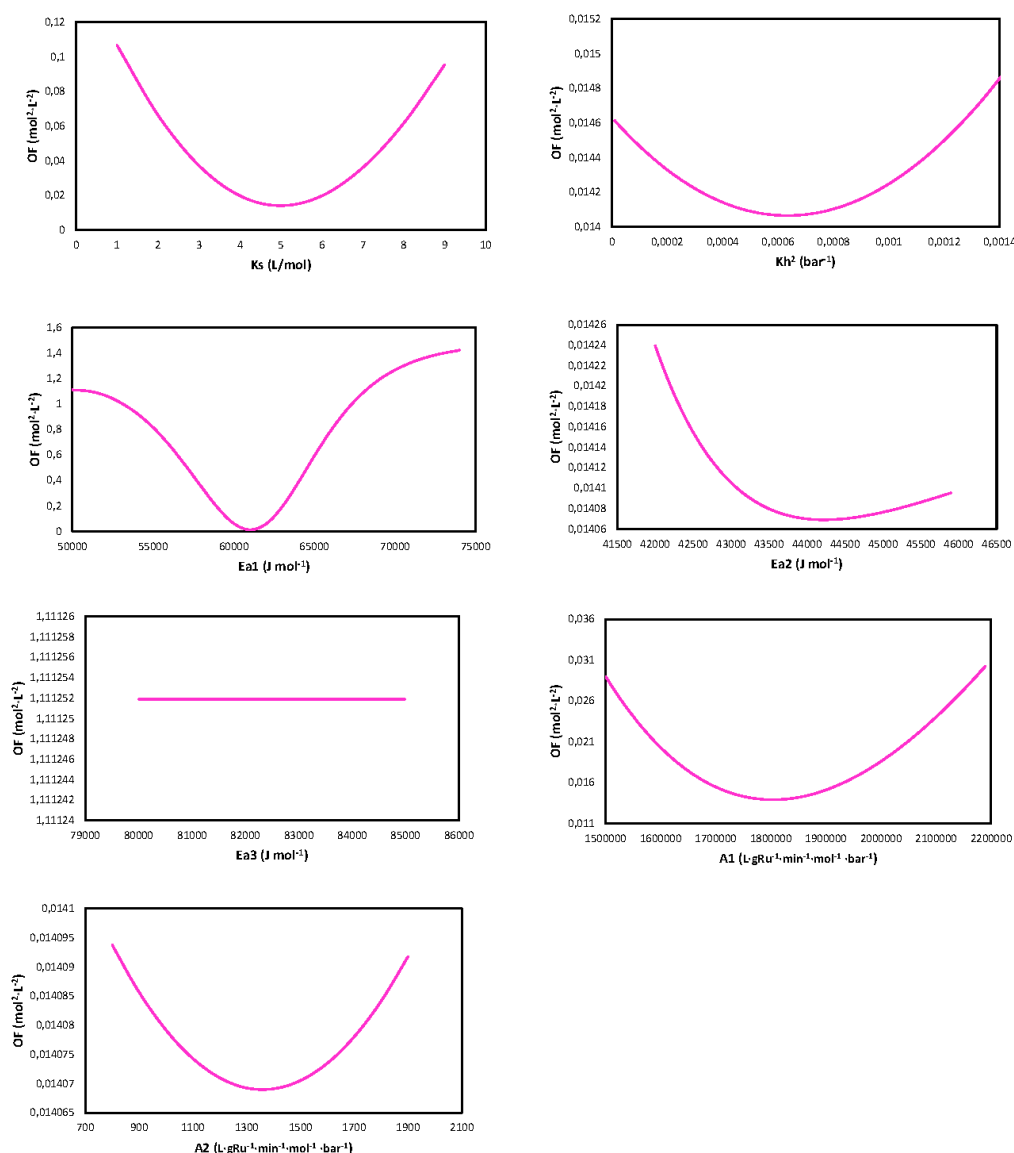 0,12
0,1
0,08
0,06
0,04
0,02
0
OF (mol²·L⁻²)
0 1 2 3 4 5 6 7 8 9 10
Ks (L/mol)
0,0152
0,015
0,0148
0,0146
0,0144
0,0142
0,014
OF (mol²·L⁻²)
0 0,0002 0,0004 0,0006 0,0008 0,001 0,0012 0,0014
Kh² (bar⁻¹)
1,6
1,4
1,2
1
0,8
0,6
0,4
0,2
0
OF (mol²·L⁻²)
50000 55000 60000 65000 70000 75000
Ea1 (J mol⁻¹)
0,01426
0,01424
0,01422
0,0142
0,01418
0,01416
0,01414
0,01412
0,0141
0,01408
0,01406
OF (mol²·L⁻²)
41500 42000 42500 43000 43500 44000 44500 45000 45500 46000 46500
Ea2 (J mol⁻¹)
1,11126
1,111258
1,111256
1,111254
1,111252
1,11125
1,111248
1,111246
1,111244
1,111242
1,11124
OF (mol²·L⁻²)
79000 80000 81000 82000 83000 84000 85000 86000
Ea3 (J mol⁻¹)
0,036
0,031
0,026
0,021
0,016
0,011
OF (mol²·L⁻²)
1500000 1600000 1700000 1800000 1900000 2000000 2100000 2200000
A1 (L·gRu⁻¹·min⁻¹·mol⁻¹ ·bar⁻¹)
0,0141
0,014095
0,01409
0,014085
0,01408
0,014075
0,01407
0,014065
OF (mol²·L⁻²)
700 900 1100 1300 1500 1700 1900 2100
A2 (L·gRu⁻¹·min⁻¹·mol⁻¹ ·bar⁻¹)